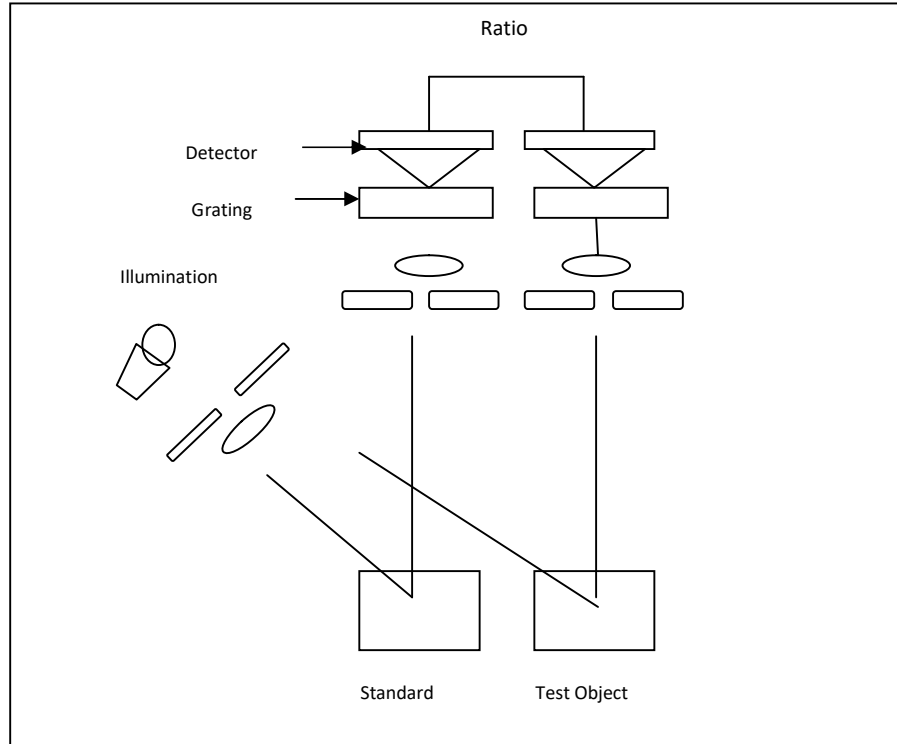 Ratio
Detector
Grating
Illumination
Standard
Test Object